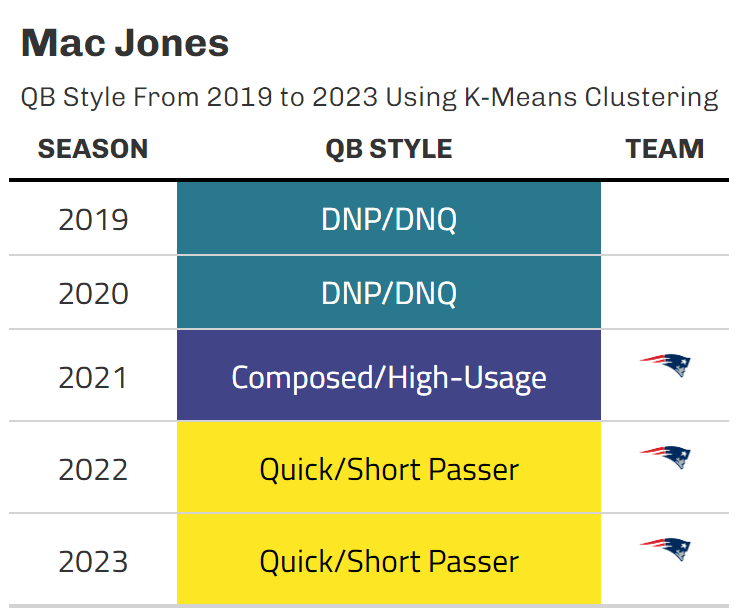 Mac Jones
QB Style From 2019 to 2023 Using K-Means Clustering
SEASON QB STYLE TEAM
2019 DNP/DNQ
2020 DNP/DNQ
2021 Composed/High-Usage
2022 Quick/Short Passer
2023 Quick/Short Passer